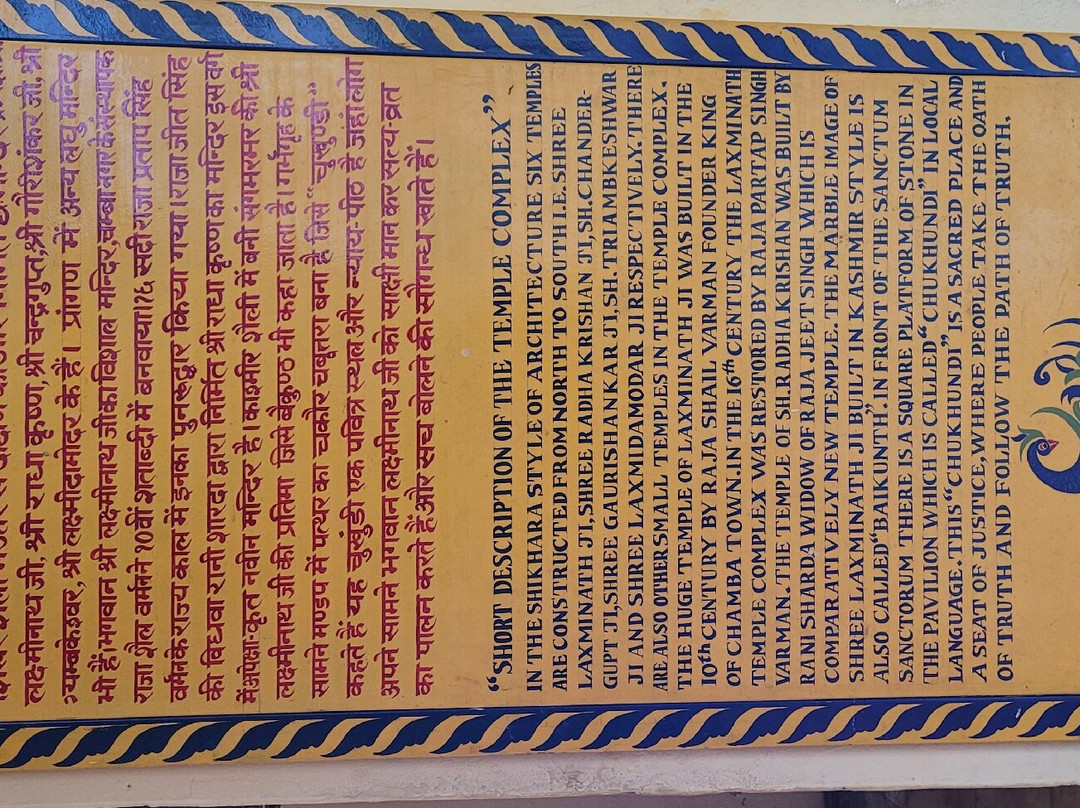 लक्ष्मीनाथ जी, श्री राधा कृष्ण, श्री चन्द्रगुप्त, श्री गौरीशंकर जी, श्री
त्र्यम्बकेश्वर, श्री लक्ष्मीदामोदर के हैं। प्रांगण में अन्य लघु मन्दिर
भी हैं। भगवान श्री लक्ष्मीनाथ जी का विशाल मन्दिर, चम्बा नगर के संस्थापक
राजा शैल वर्मन ने १०वीं शताब्दी में बनवाया। १६ सदी राजा प्रताप सिंह
वर्मन के राज्य काल में इनका पुनरूद्धार किया गया। राजा जीत सिंह
की विधवा रानी शारदा द्वारा निर्मित श्री राधा कृष्ण का मन्दिर इस वर्ग
में अपेक्षाकृत नवीन मन्दिर है। काश्मीर शैली में बनी संगमरमर की श्री
लक्ष्मीनाथ जी की प्रतिमा जिसे बैकुण्ठ भी कहा जाता है। गर्भगृह के
सामने मण्डप में पत्थर का चकोर चबूतरा बना है जिसे "चुखुण्डी"
कहते हैं यह चुखुंडी एक पवित्र स्थल और न्याय-पीठ है जहां लोग
अपने सामने भगवान लक्ष्मीनाथ जी को साक्षी मान कर सत्य व्रत
का पालन करते हैं और सच बोलने की सौगन्ध खाते हैं।
"SHORT DESCRIPTION OF THE TEMPLE COMPLEX"
IN THE SHIKHARA STYLE OF ARCHITECTURE SIX TEMPLES
ARE CONSTRUCTED FROM NORTH TO SOUTH I.E. SHREE
LAXMINATH JI, SHREE RADHA KRISHAN JI, SH. CHANDER-
GUPT JI, SHREE GAURISHANKAR JI, SH. TRIAMBKESHWAR
JI AND SHREE LAXMIDAMODAR JI RESPECTIVELY. THERE
ARE ALSO OTHER SMALL TEMPLES IN THE TEMPLE COMPLEX.
THE HUGE TEMPLE OF LAXMINATH JI WAS BUILT IN THE
10th CENTURY BY RAJA SHAIL VARMAN FOUNDER KING
OF CHAMBA TOWN. IN THE 16th CENTURY THE LAXMINATH
TEMPLE COMPLEX WAS RESTORED BY RAJA PARTAP SINGH
VARMAN. THE TEMPLE OF SH. RADHA KRISHAN WAS BUILT BY
RANI SHARDA WIDOW OF RAJA JEET SINGH WHICH IS
COMPARATIVELY NEW TEMPLE. THE MARBLE IMAGE OF
SHREE LAXMINATH JI BUILT IN KASHMIR STYLE IS
ALSO CALLED "BAIKUNTH". IN FRONT OF THE SANCTUM
SANCTORUM THERE IS A SQUARE PLATFORM OF STONE IN
THE PAVILION WHICH IS CALLED "CHUKHUNDI" IN LOCAL
LANGUAGE. THIS "CHUKHUNDI" IS A SACRED PLACE AND
A SEAT OF JUSTICE, WHERE PEOPLE TAKE THE OATH
OF TRUTH AND FOLLOW THE PATH OF TRUTH.